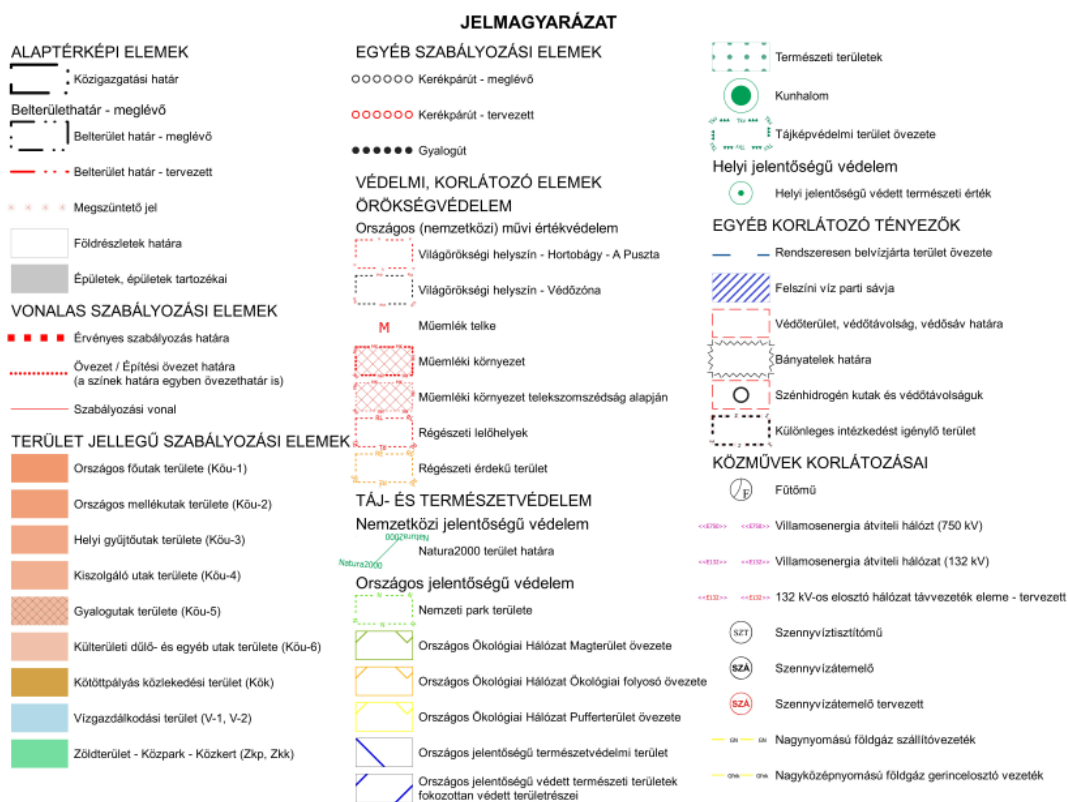 JELMAGYARÁZAT
ALAPTÉRKÉPI ELEMEK
Közigazgatási határ
Belterülethatár - meglévő
Belterület határ - meglévő
Belterület határ - tervezett
Megszüntető jel
Földrészletek határa
Épületek, épületek tartozékai
VONALAS SZABÁLYOZÁSI ELEMEK
Érvényes szabályozás határa
Övezet / Építési övezet határa
(a színek határa egyben övezethatár is)
Szabályozási vonal
TERÜLET JELLEGŰ SZABÁLYOZÁSI ELEMEK
Országos főutak területe (Köu-1)
Országos mellékutak területe (Köu-2)
Helyi gyűjtőutak területe (Köu-3)
Kiszolgáló utak területe (Köu-4)
Gyalogutak területe (Köu-5)
Külterületi dűlő- és egyéb utak területe (Köu-6)
Kötöttpályás közlekedési terület (Kök)
Vízgazdálkodási terület (V-1, V-2)
Zöldterület - Közpark - Közkert (Zkp, Zkk)
EGYÉB SZABÁLYOZÁSI ELEMEK
Kerékpárút - meglévő
Kerékpárút - tervezett
Gyalogút
VÉDELMI, KORLÁTOZÓ ELEMEK
ÖRÖKSÉGVÉDELEM
Országos (nemzetközi) művi értékvédelem
Világörökségi helyszín - Hortobágy - A Puszta
Világörökségi helyszín - Védőzóna
M Műemlék telke
Műemléki környezet
Műemléki környezet telekszomszédság alapján
Régészeti lelőhelyek
Régészeti érdekű terület
TÁJ- ÉS TERMÉSZETVÉDELEM
Nemzetközi jelentőségű védelem
Natura2000
Natura2000 Natura2000 terület határa
Országos jelentőségű védelem
Nemzeti park területe
Országos Ökológiai Hálózat Magterület övezete
Országos Ökológiai Hálózat Ökológiai folyosó övezete
Országos Ökológiai Hálózat Pufferterület övezete
Országos jelentőségű természetvédelmi terület
Országos jelentőségű védett természeti területek
fokozottan védett területrészei
Természeti területek
Kunhalom
Tájképvédelmi terület övezete
Helyi jelentőségű védelem
Helyi jelentőségű védett természeti érték
EGYÉB KORLÁTOZÓ TÉNYEZŐK
Rendszeresen belvízjárta terület övezete
Felszíni víz parti sávja
Védőterület, védőtávolság, védősáv határa
Bányatelek határa
Szénhidrogén kutak és védőtávolságuk
Különleges intézkedést igénylő terület
KÖZMŰVEK KORLÁTOZÁSAI
F Fűtőmű
<<E750>> <<E750>> Villamosenergia átviteli hálózt (750 kV)
<<E132>> <<E132>> Villamosenergia átviteli hálózat (132 kV)
<<E132>> <<E132>> 132 kV-os elosztó hálózat távvezeték eleme - tervezett
SZT Szennyvíztisztítómű
SZÁ Szennyvízátemelő
SZÁ Szennyvízátemelő tervezett
GN GN Nagynyomású földgáz szállítóvezeték
Nagyközépnyomású földgáz gerincelosztó vezeték